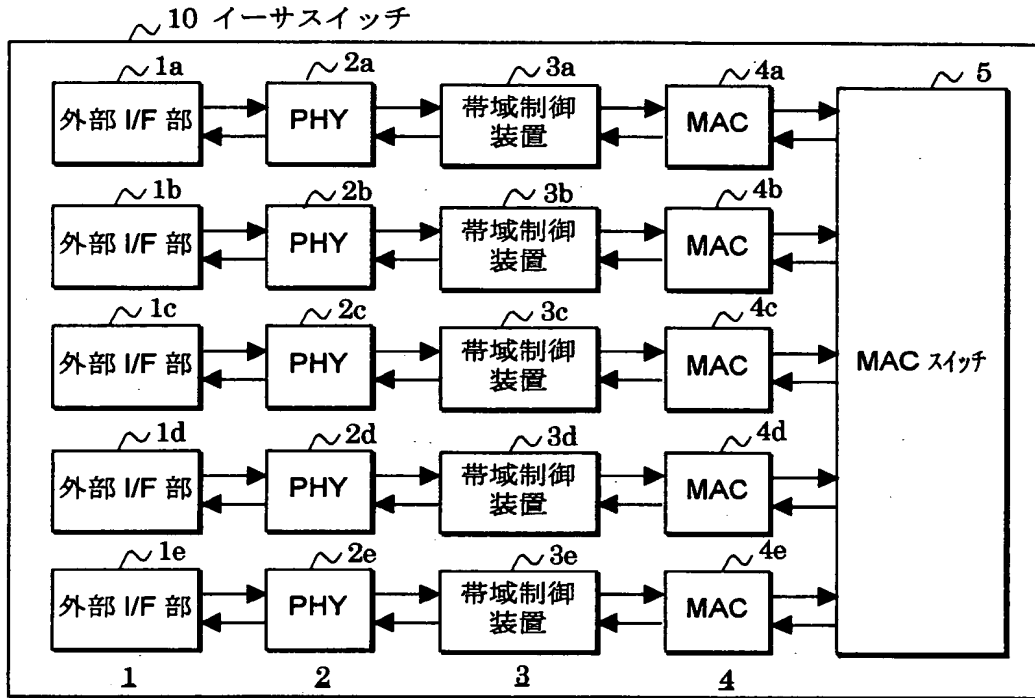 10 イーサスイッチ
1a 2a 3a 4a 5
外部 I/F 部 PHY 帯域制御装置 MAC
1b 2b 3b 4b
外部 I/F 部 PHY 帯域制御装置 MAC
1c 2c 3c 4c
外部 I/F 部 PHY 帯域制御装置 MAC MAC スイッチ
1d 2d 3d 4d
外部 I/F 部 PHY 帯域制御装置 MAC
1e 2e 3e 4e
外部 I/F 部 PHY 帯域制御装置 MAC
1 2 3 4